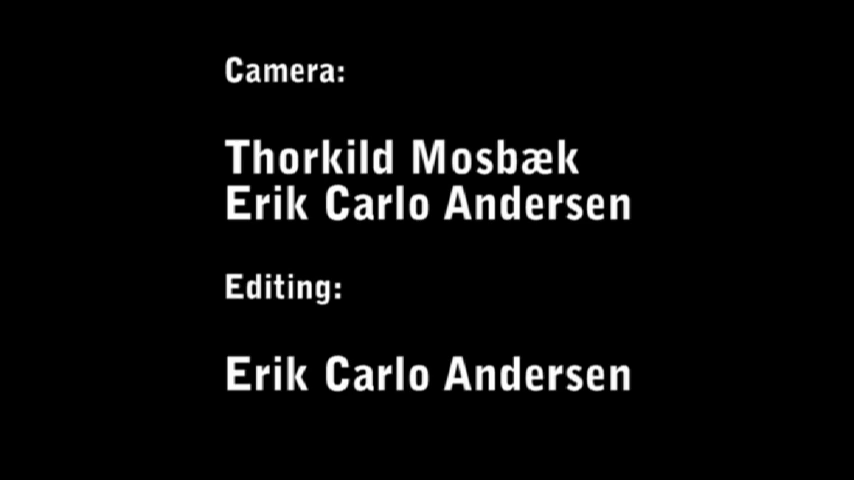 Camera:
Thorkild Mosbæk
Erik Carlo Andersen
Editing:
Erik Carlo Andersen